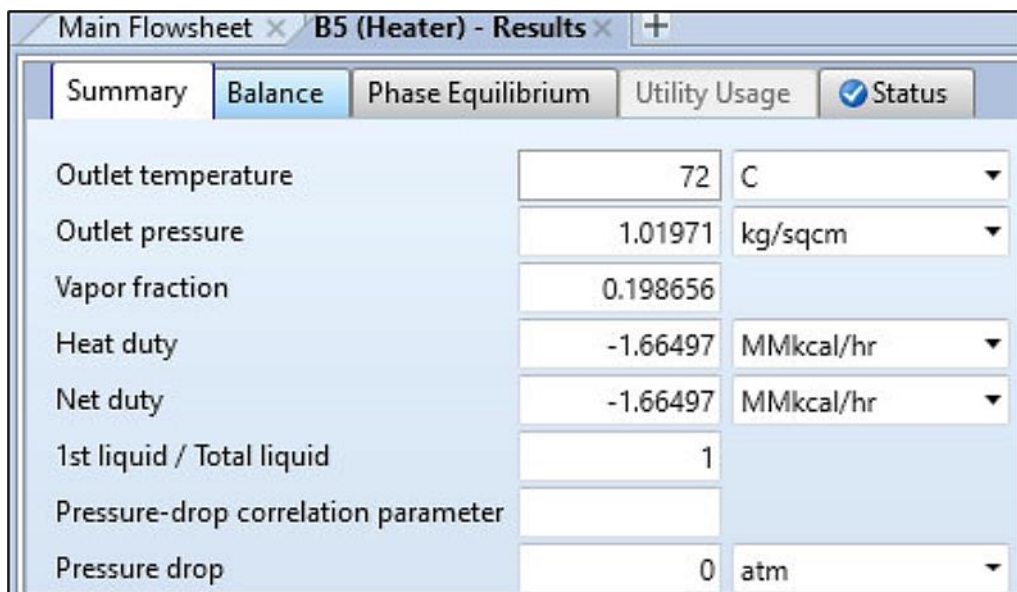 Main Flowsheet × B5 (Heater) - Results × +
Summary Balance Phase Equilibrium Utility Usage Status
Outlet temperature 72 C
Outlet pressure 1.01971 kg/sqcm
Vapor fraction 0.198656
Heat duty -1.66497 MMkcal/hr
Net duty -1.66497 MMkcal/hr
1st liquid / Total liquid 1
Pressure-drop correlation parameter
Pressure drop 0 atm